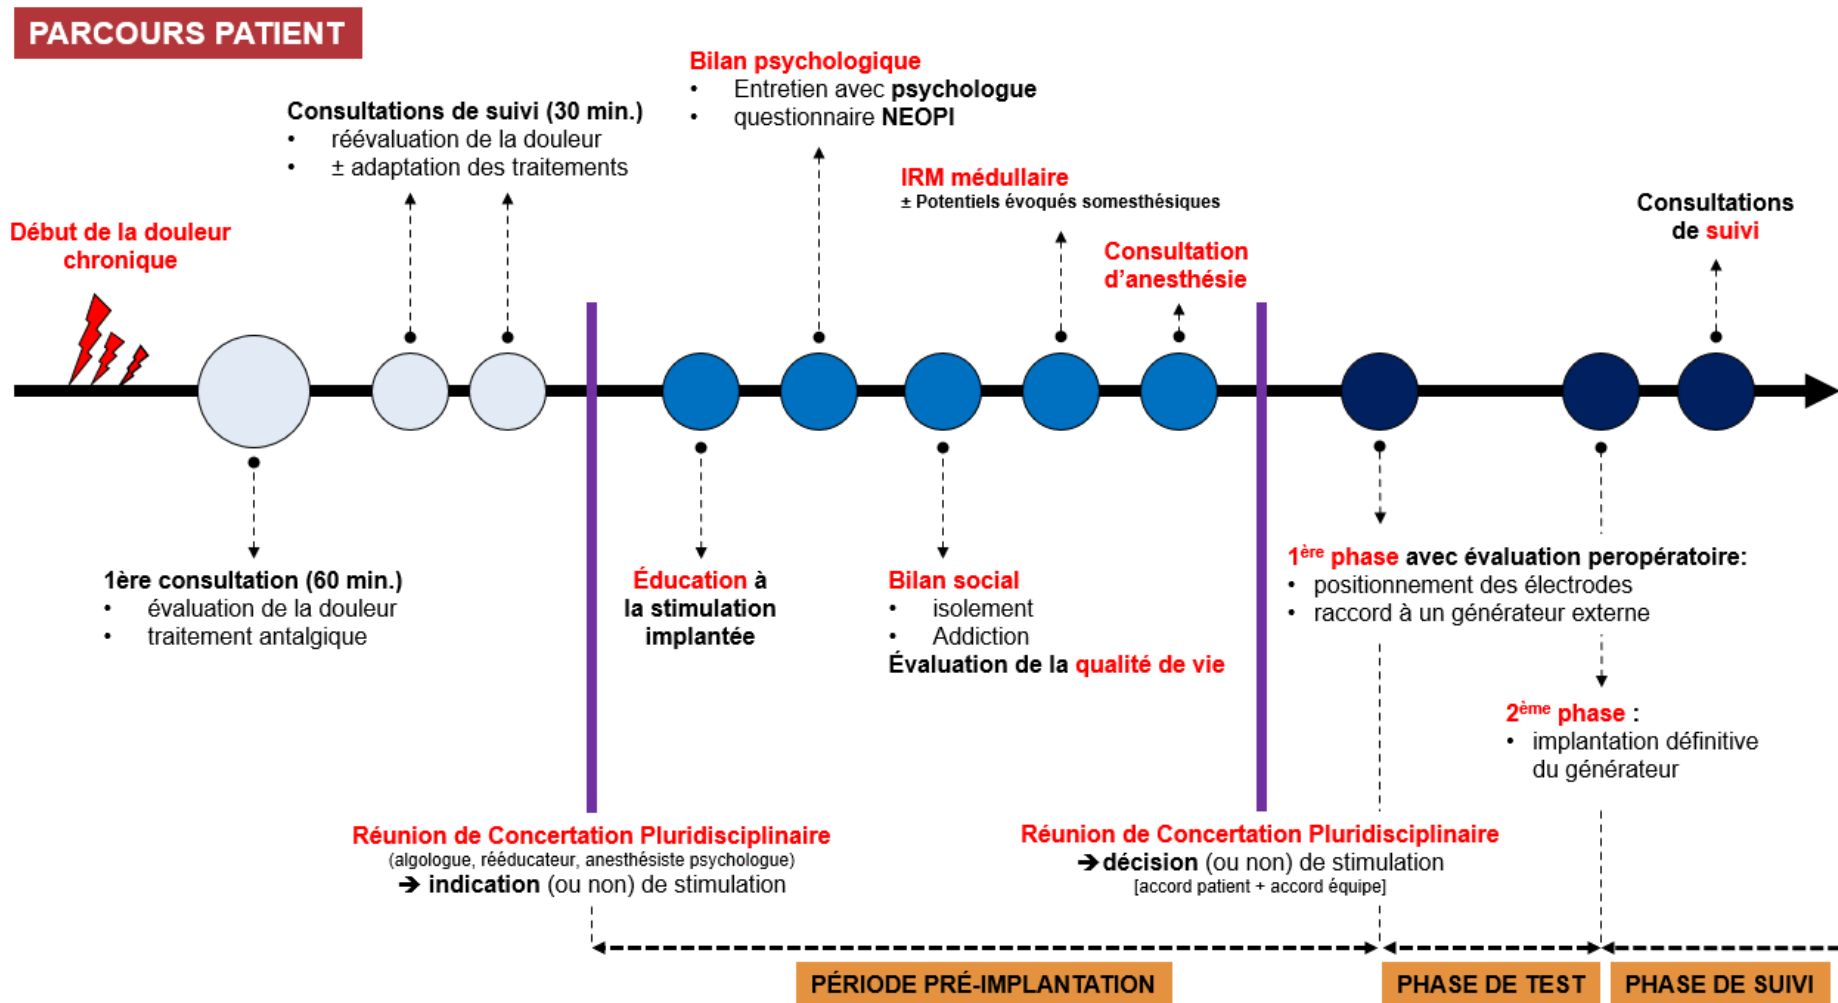 PARCOURS PATIENT
Bilan psychologique
• Entretien avec psychologue
• questionnaire NEOPI
Consultations de suivi (30 min.)
• réévaluation de la douleur
• ± adaptation des traitements
IRM médullaire
± Potentiels évoqués somesthésiques
Consultations
de suivi
Début de la douleur
chronique
Consultation
d'anesthésie
1ère consultation (60 min.)
• évaluation de la douleur
• traitement antalgique
Éducation à
la stimulation
implantée
Bilan social
• isolement
• Addiction
Évaluation de la qualité de vie
1ère phase avec évaluation peropératoire:
• positionnement des électrodes
• raccord à un générateur externe
2ème phase :
• implantation définitive
du générateur
Réunion de Concertation Pluridisciplinaire
(algologue, rééducateur, anesthésiste psychologue)
➔ indication (ou non) de stimulation
Réunion de Concertation Pluridisciplinaire
➔ décision (ou non) de stimulation
[accord patient + accord équipe]
PÉRIODE PRÉ-IMPLANTATION
PHASE DE TEST
PHASE DE SUIVI